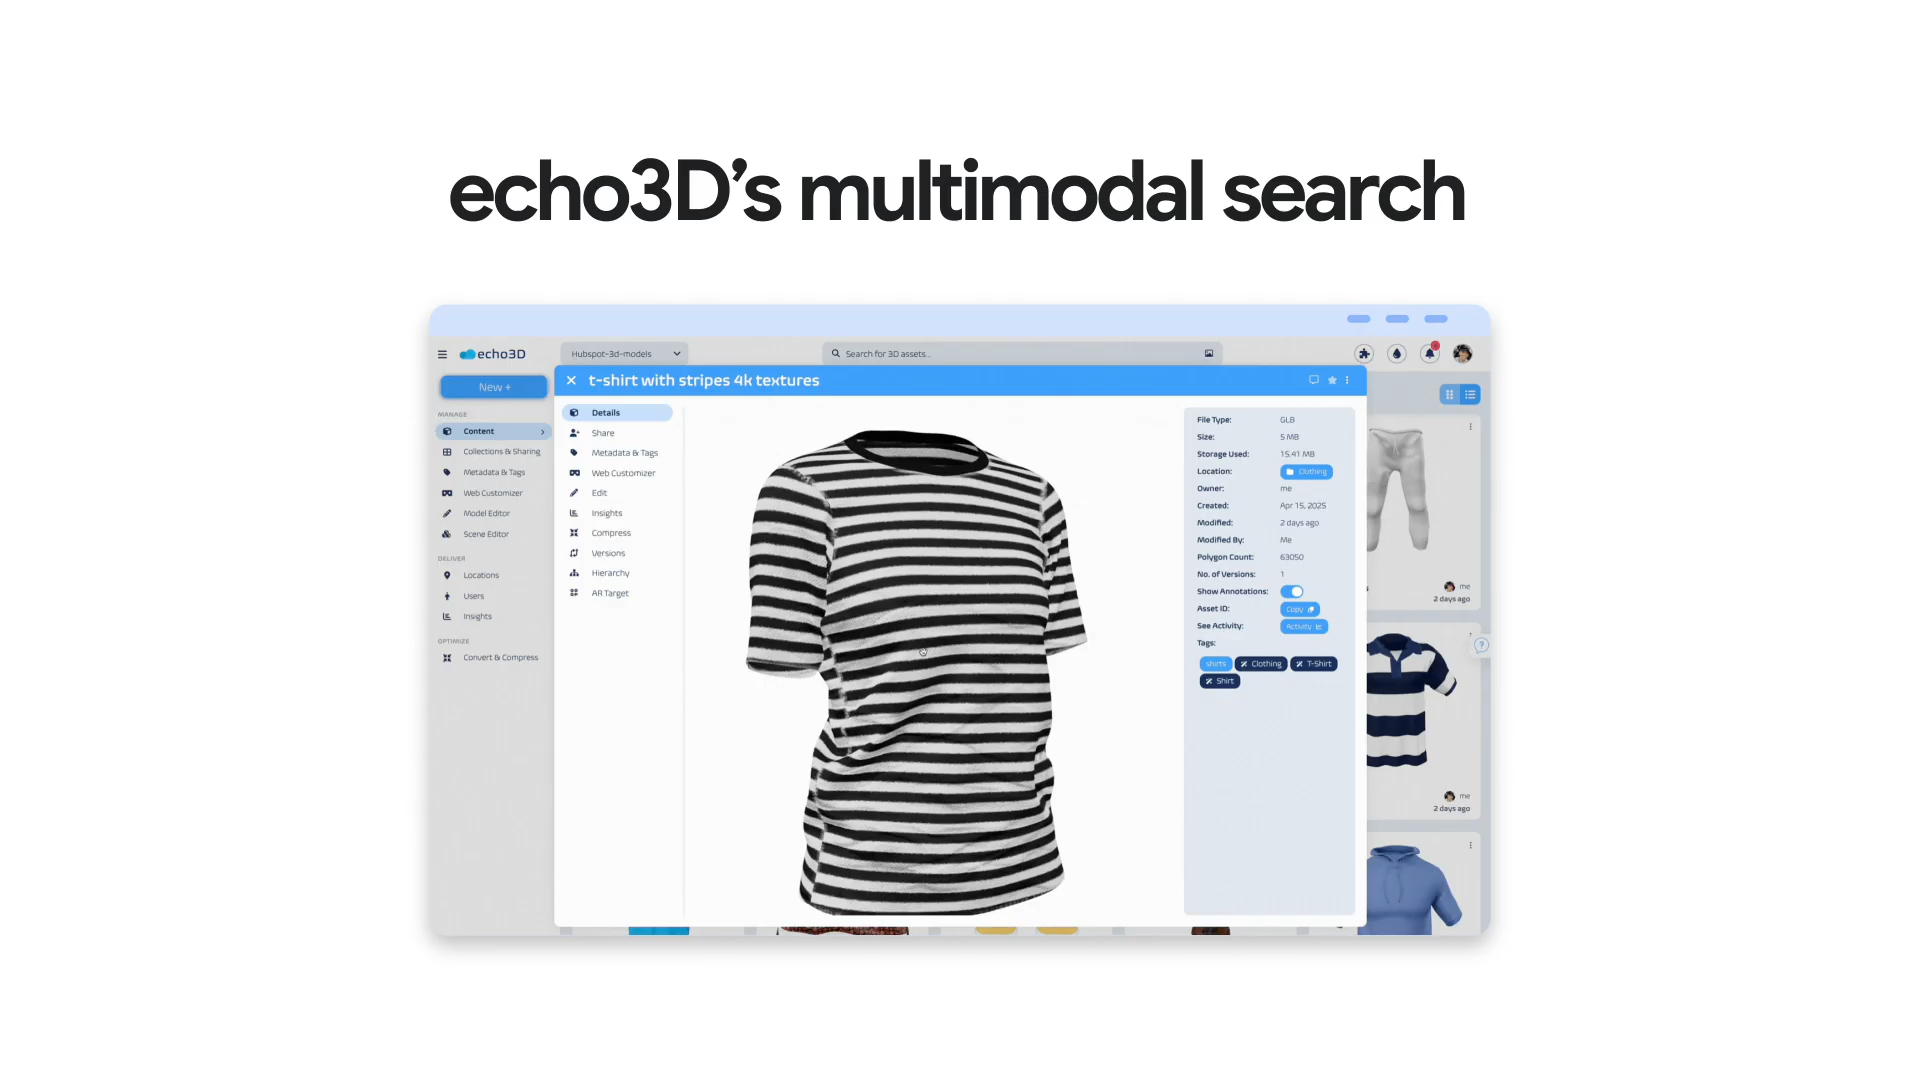 echo3D’s multimodal search
echo3D
Hubspot-3d-models
Search for 3D assets...
New +
t-shirt with stripes 4k textures
MANAGE
Content
Collections & Sharing
Metadata & Tags
Web Customizer
Model Editor
Scene Editor
DELIVER
Locations
Users
Insights
OPTIMIZE
Convert & Compress
Details
Share
Metadata & Tags
Web Customizer
Edit
Insights
Compress
Versions
Hierarchy
AR Target
File Type: GLB
Size: 5 MB
Storage Used: 15.41 MB
Location: Clothing
Owner: me
Created: Apr 15, 2025
Modified: 2 days ago
Modified By: Me
Polygon Count: 63050
No. of Versions: 1
Show Annotations:
Asset ID: Copy
See Activity: Activity
Tags:
shirts Clothing T-Shirt
Shirt
me
2 days ago
?
me
2 days ago